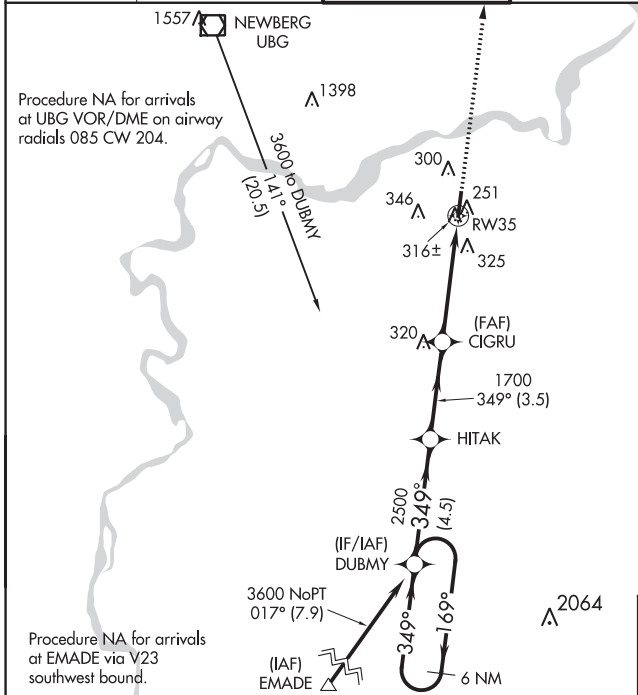 1557
NEWBERG
UBG
1398
Procedure NA for arrivals
at UBG VOR/DME on airway
radials 085 CW 204.
3600 to DUBMY
141°
(20.5)
300
346
251
RW35
316±
325
(FAF)
CIGRU
320
1700
349° (3.5)
HITAK
2500
349°
(4.5)
(IF/IAF)
DUBMY
3600 NoPT
017° (7.9)
349°
169°
2064
Procedure NA for arrivals
at EMADE via V23
southwest bound.
(IAF)
EMADE
6 NM